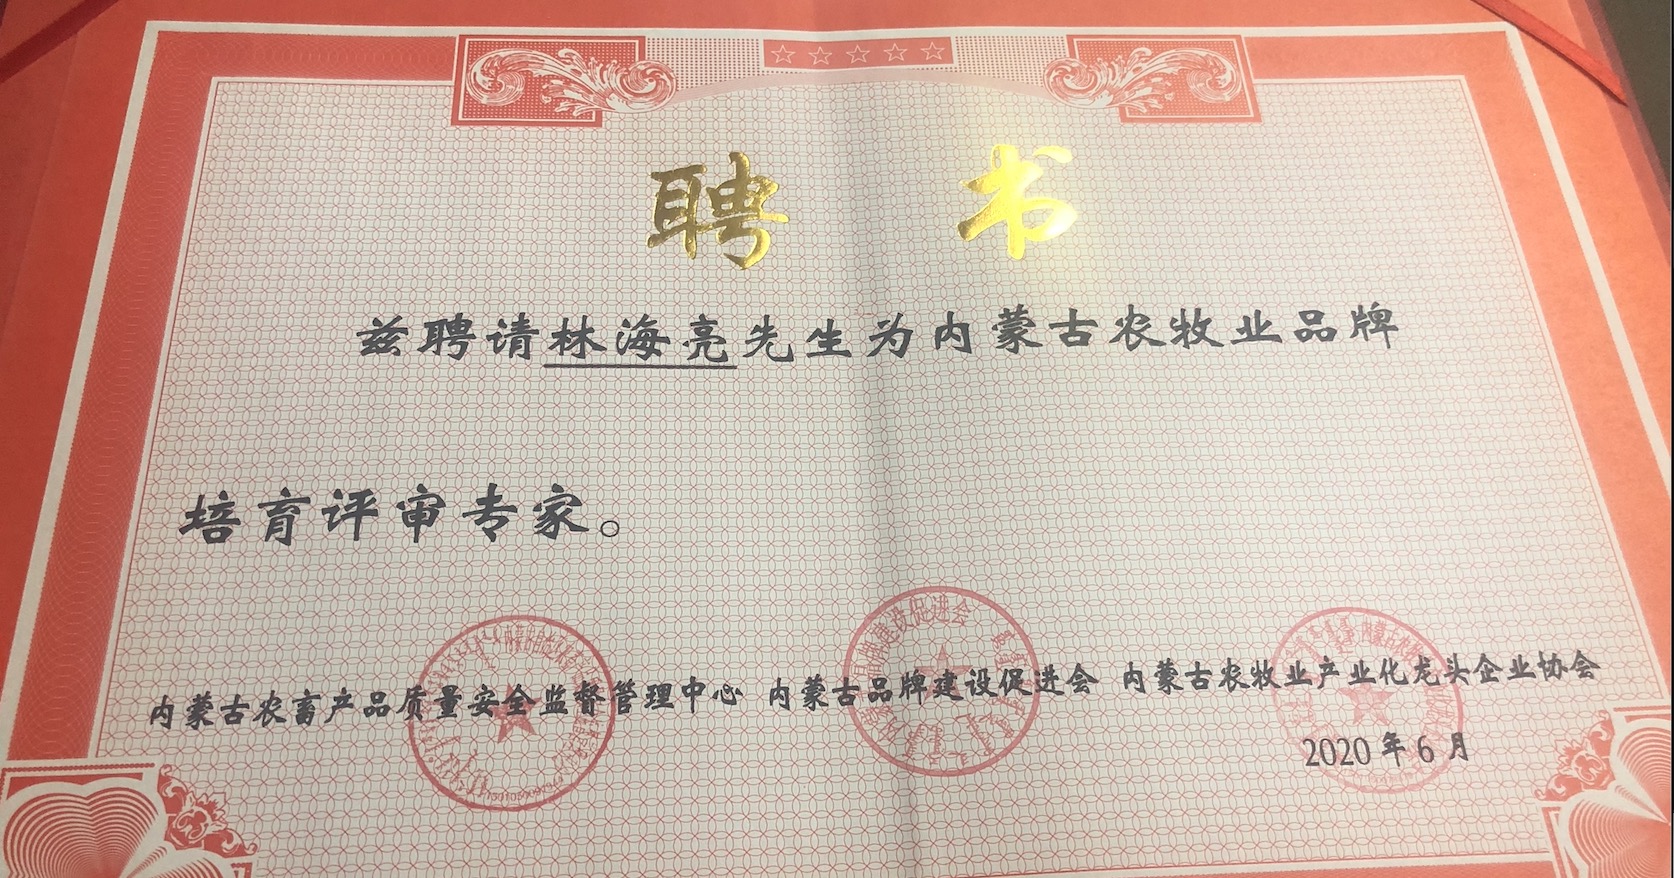 聘书
兹聘请林海亮先生为内蒙古农牧业品牌
培育评审专家。
内蒙古农畜产品质量安全监督管理中心 内蒙古品牌建设促进会 内蒙古农牧业产业化龙头企业协会
2020年6月